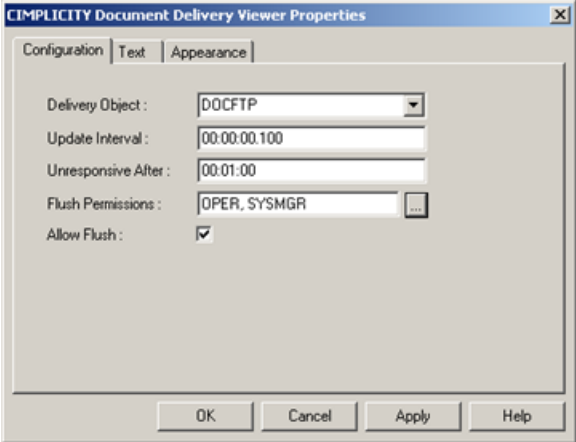 CIMPLICITY Document Delivery Viewer Properties
Configuration Text Appearance
Delivery Object : DOCFTP
Update Interval : 00:00:00.100
Unresponsive After : 00:01:00
Flush Permissions : OPER, SYSMGR ...
Allow Flush :
OK Cancel Apply Help